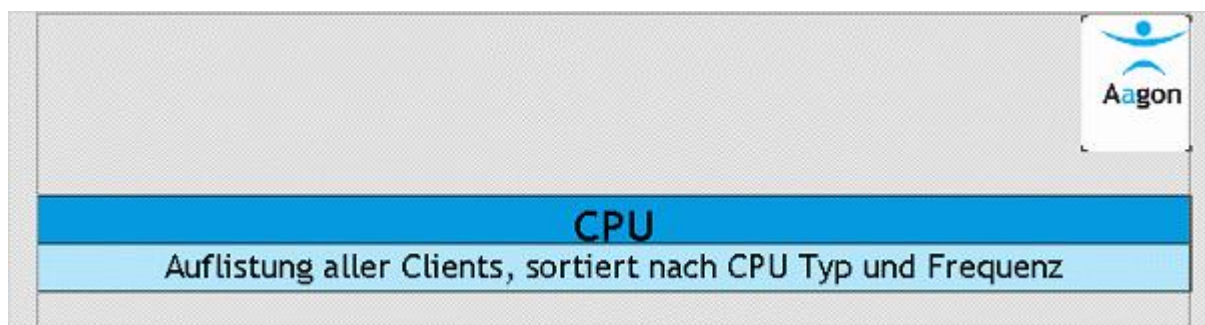 Aagon
CPU
Auflistung aller Clients, sortiert nach CPU Typ und Frequenz